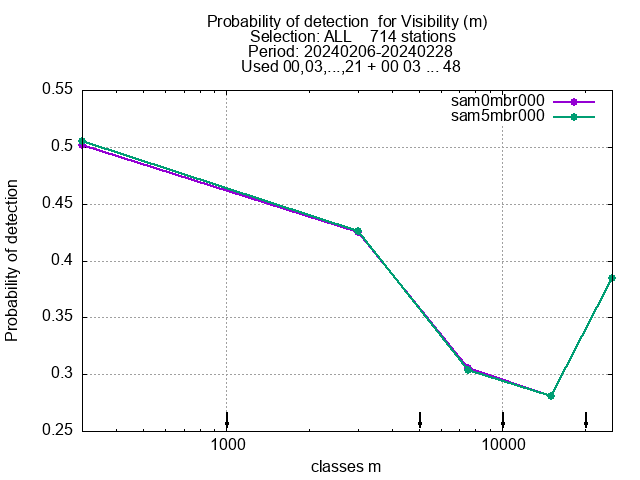 Probability of detection  for Visibility (m)
Selection: ALL    714 stations
Period: 20240206-20240228
Used 00,03,...,21 + 00 03 ... 48
sam0mbr000
sam5mbr000
0.55
0.5
0.45
0.4
0.35
0.3
0.25
Probability of detection
1000
10000
classes m